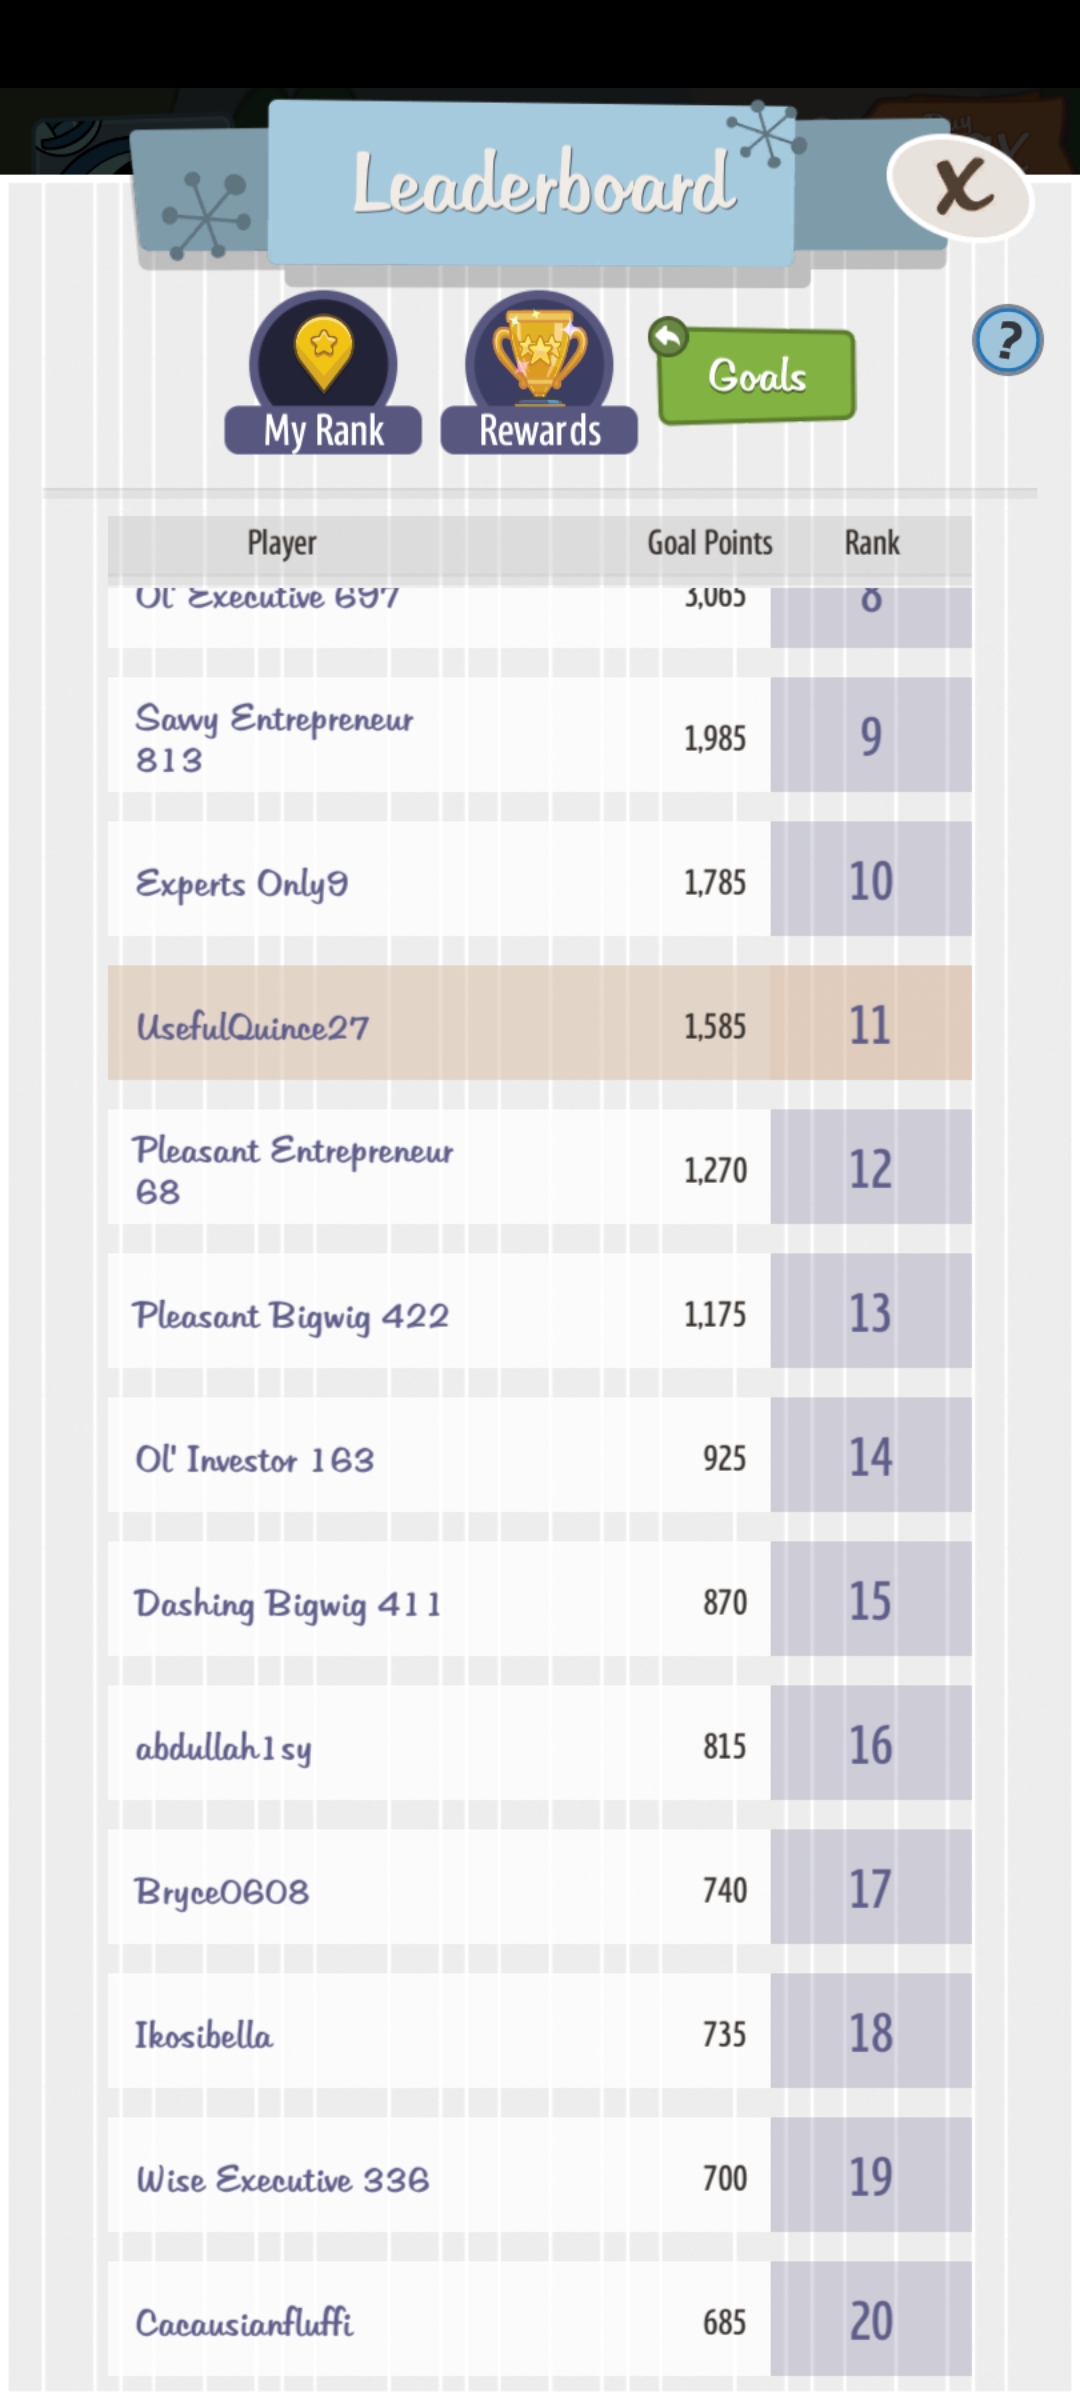 Leaderboard
X
My Rank
Rewards
Goals
?
Player Goal Points Rank
Ol' Executive 697 3,065 8
Savvy Entrepreneur
813 1,985 9
Experts Only9 1,785 10
UsefulQuince27 1,585 11
Pleasant Entrepreneur
68 1,270 12
Pleasant Bigwig 422 1,175 13
Ol' Investor 163 925 14
Dashing Bigwig 411 870 15
abdullah1sy 815 16
Bryce0608 740 17
Ikosibella 735 18
Wise Executive 336 700 19
Cacausianfluffi 685 20